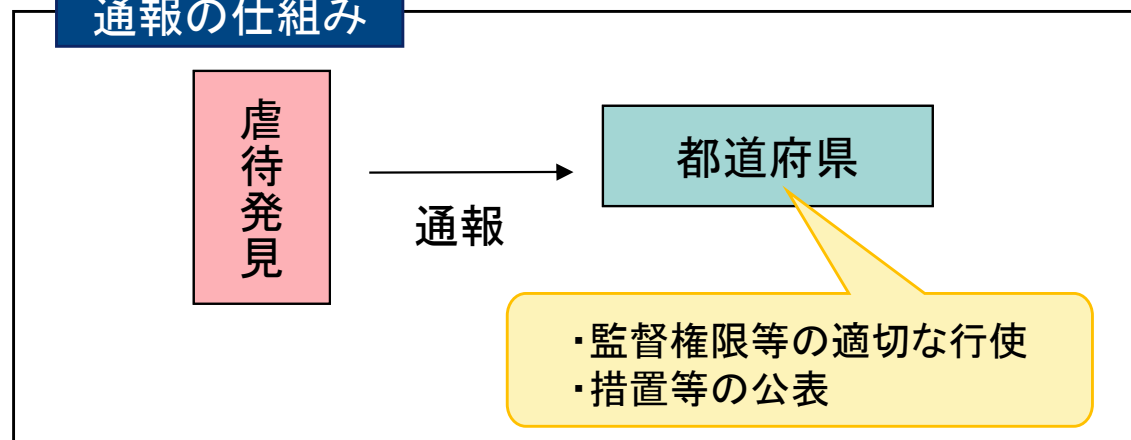 通報の仕組み
虐待発見
通報
都道府県
・監督権限等の適切な行使
・措置等の公表